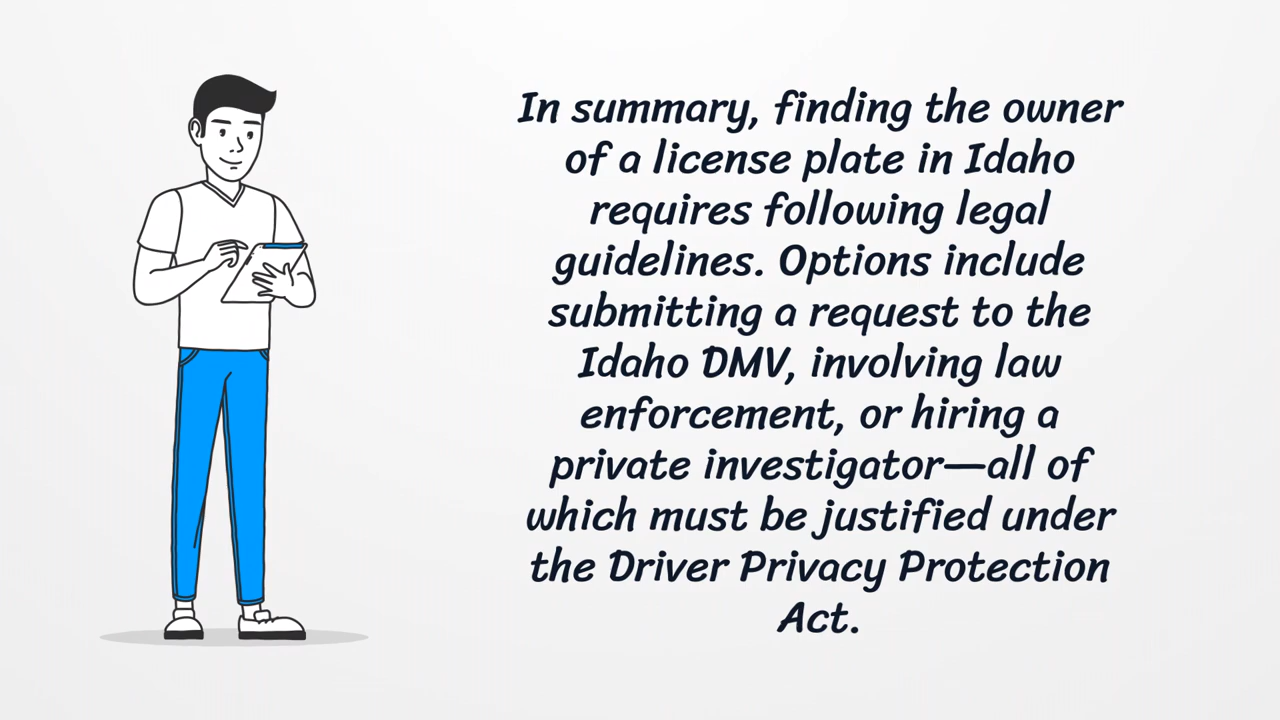 In summary, finding the owner
of a license plate in Idaho
requires following legal
guidelines. Options include
submitting a request to the
Idaho DMV, involving law
enforcement, or hiring a
private investigator—all of
which must be justified under
the Driver Privacy Protection
Act.